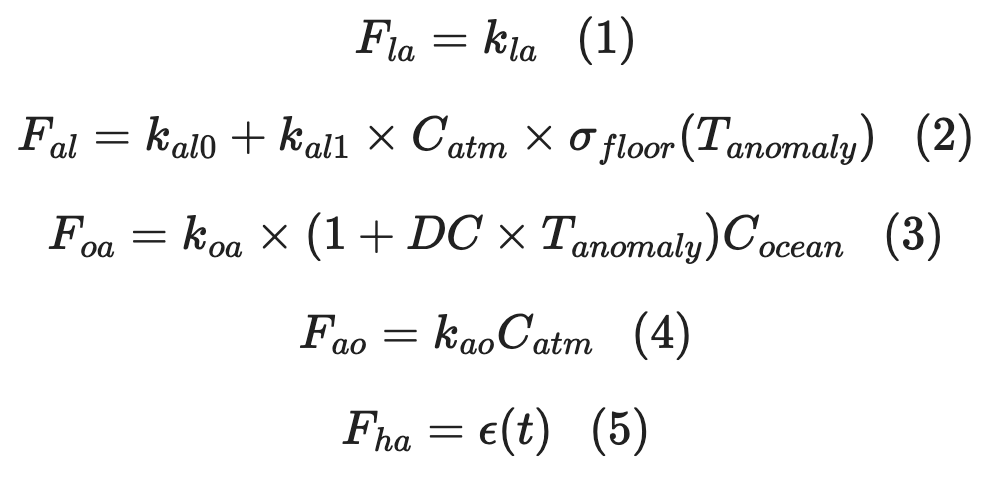 F_{la} = k_{la} (1)
F_{al} = k_{al0} + k_{al1} × C_{atm} × σ_{floor}(T_{anomaly}) (2)
F_{oa} = k_{oa} × (1 + DC × T_{anomaly})C_{ocean} (3)
F_{ao} = k_{ao}C_{atm} (4)
F_{ha} = ϵ(t) (5)